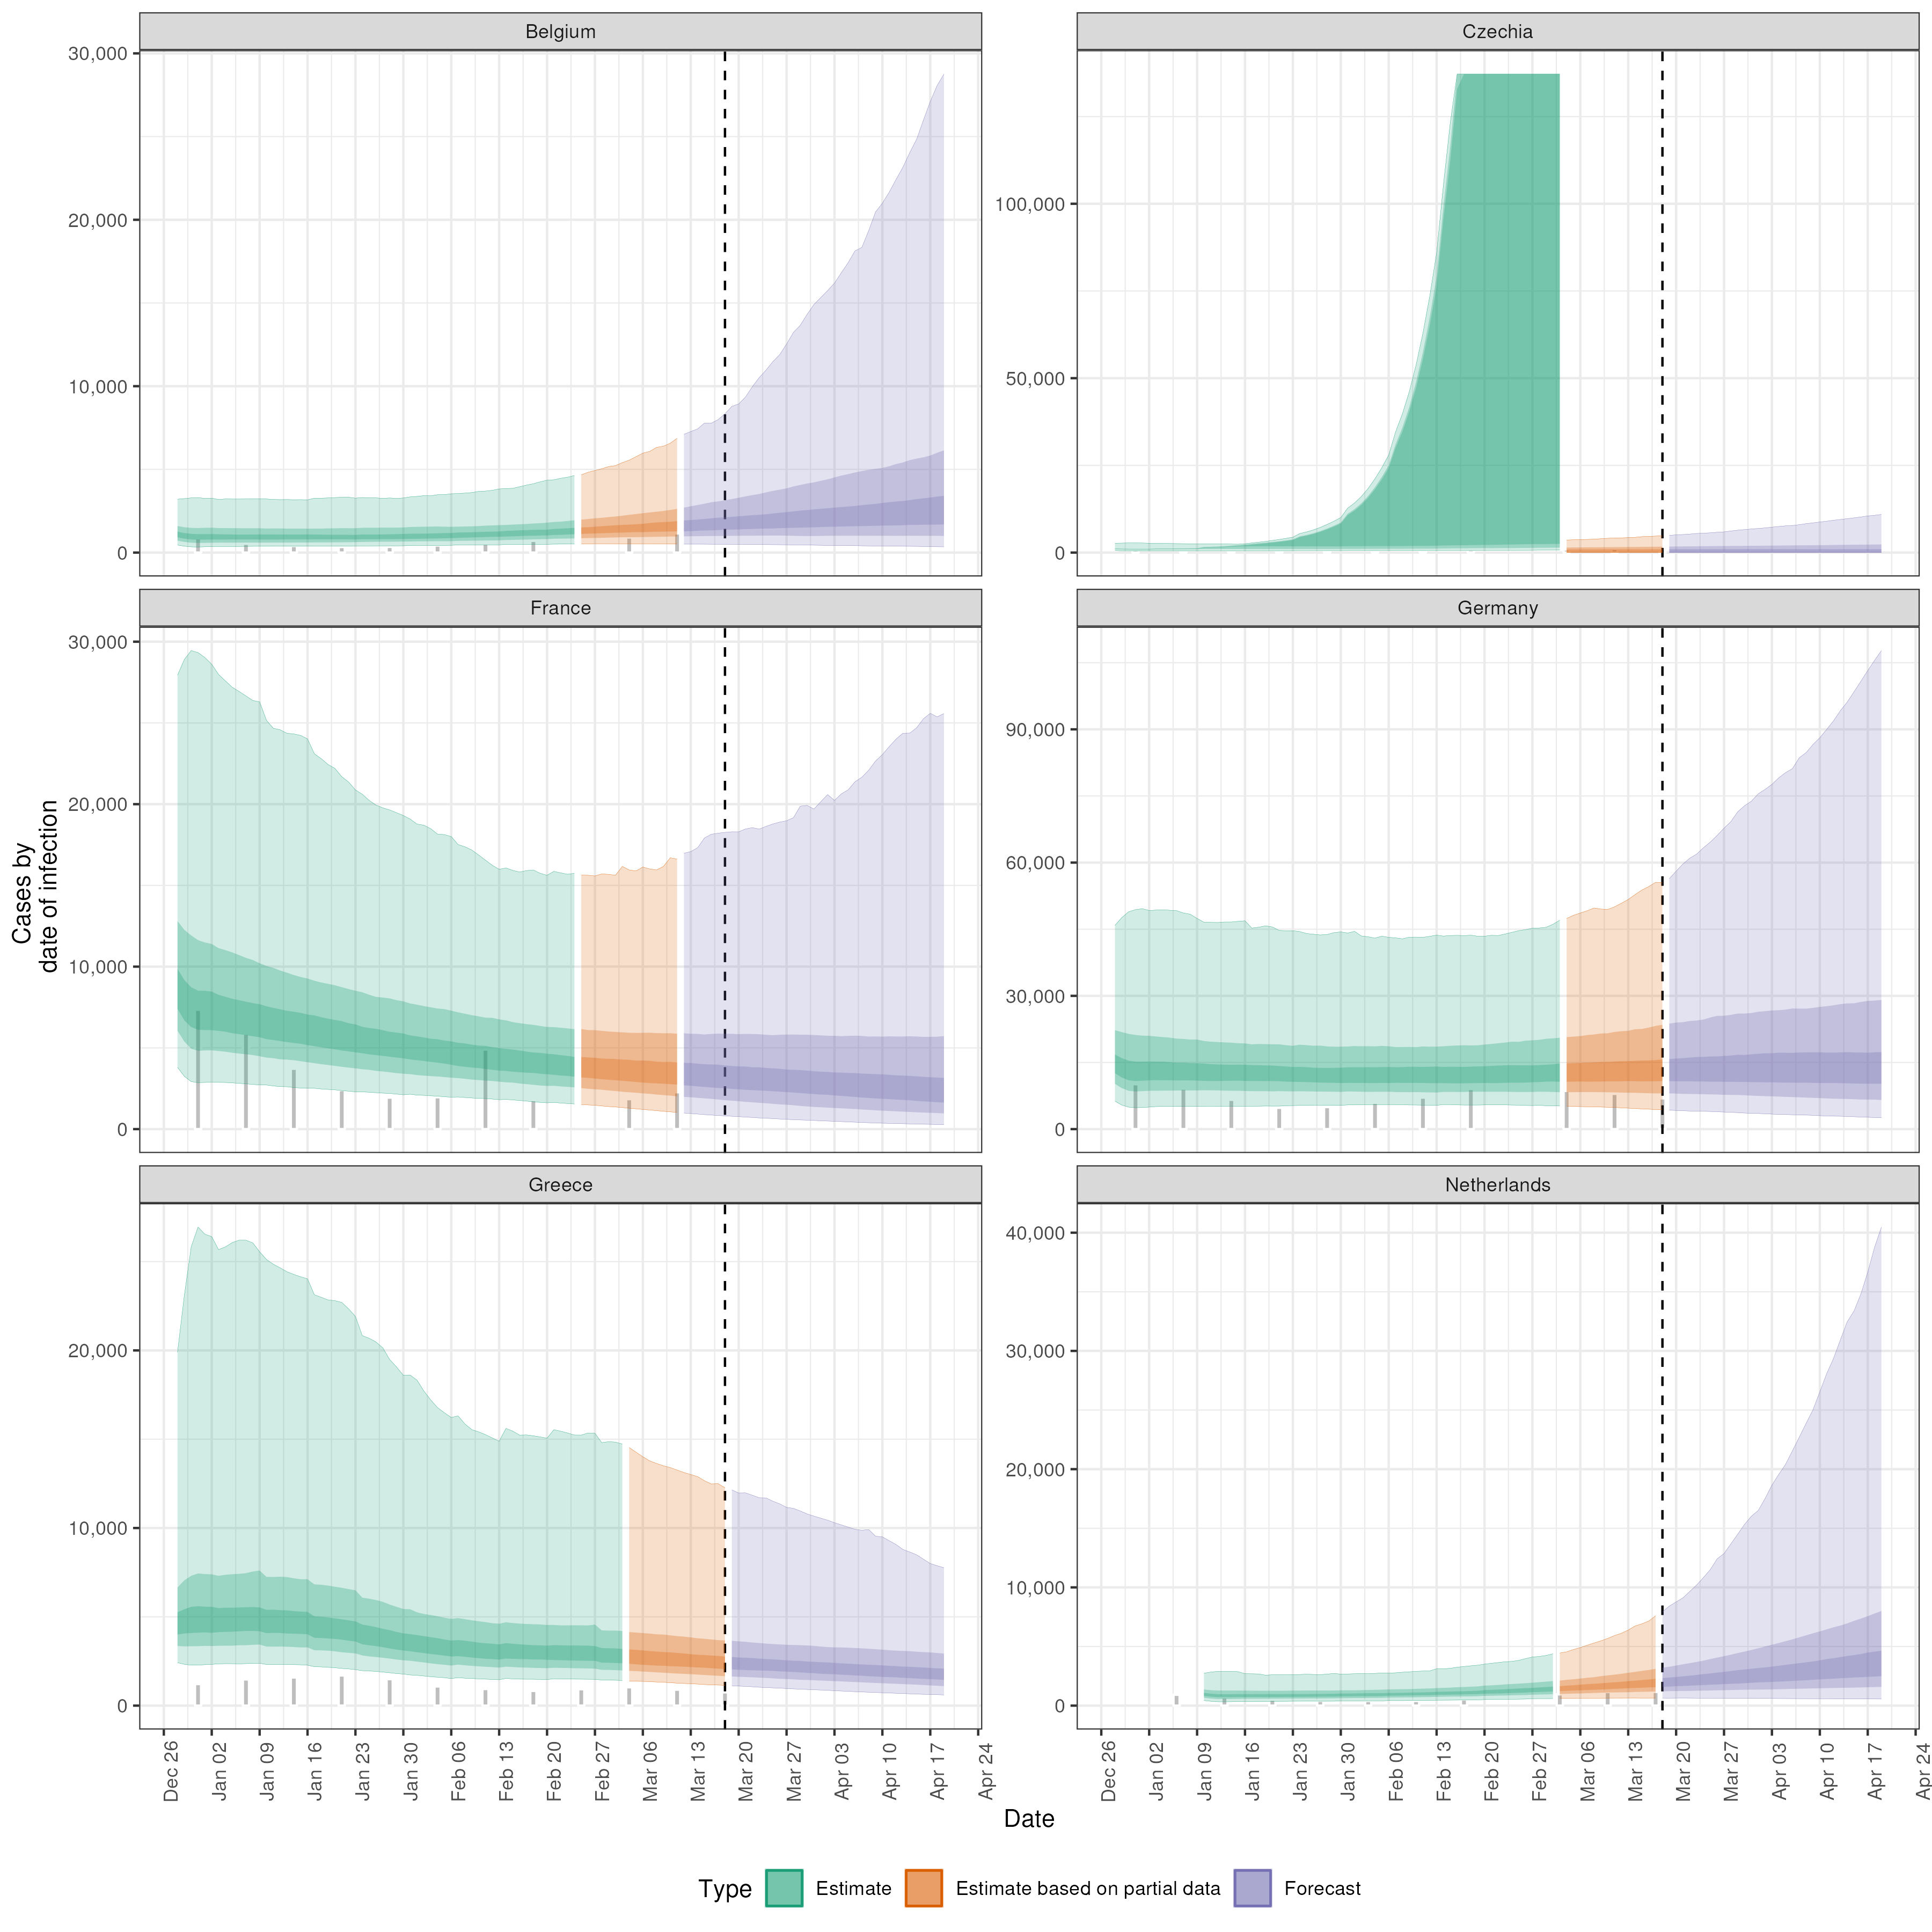 Belgium
Czechia
30,000
20,000
10,000
0
100,000
50,000
0
France
Germany
30,000
20,000
10,000
0
90,000
60,000
30,000
0
Greece
Netherlands
20,000
10,000
0
40,000
30,000
20,000
10,000
0
Cases by
date of infection
Dec 26
Jan 02
Jan 09
Jan 16
Jan 23
Jan 30
Feb 06
Feb 13
Feb 20
Feb 27
Mar 06
Mar 13
Mar 20
Mar 27
Apr 03
Apr 10
Apr 17
Apr 24
Dec 26
Jan 02
Jan 09
Jan 16
Jan 23
Jan 30
Feb 06
Feb 13
Feb 20
Feb 27
Mar 06
Mar 13
Mar 20
Mar 27
Apr 03
Apr 10
Apr 17
Apr 24
Date
Type Estimate Estimate based on partial data Forecast